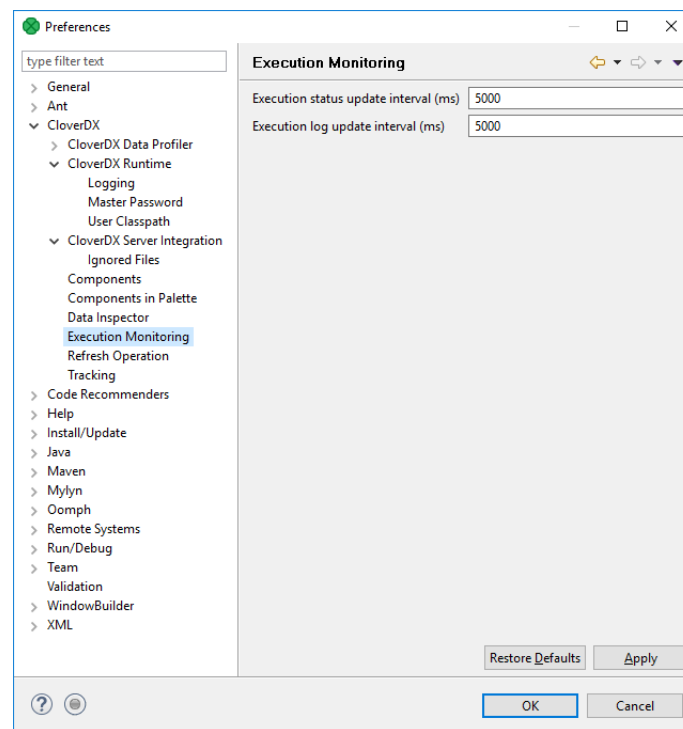 Preferences
type filter text
General
Ant
CloverDX
CloverDX Data Profiler
CloverDX Runtime
Logging
Master Password
User Classpath
CloverDX Server Integration
Ignored Files
Components
Components in Palette
Data Inspector
Execution Monitoring
Refresh Operation
Tracking
Code Recommenders
Help
Install/Update
Java
Maven
Mylyn
Oomph
Remote Systems
Run/Debug
Team
Validation
WindowBuilder
XML
Execution Monitoring
Execution status update interval (ms) 5000
Execution log update interval (ms) 5000
Restore Defaults Apply
? OK Cancel